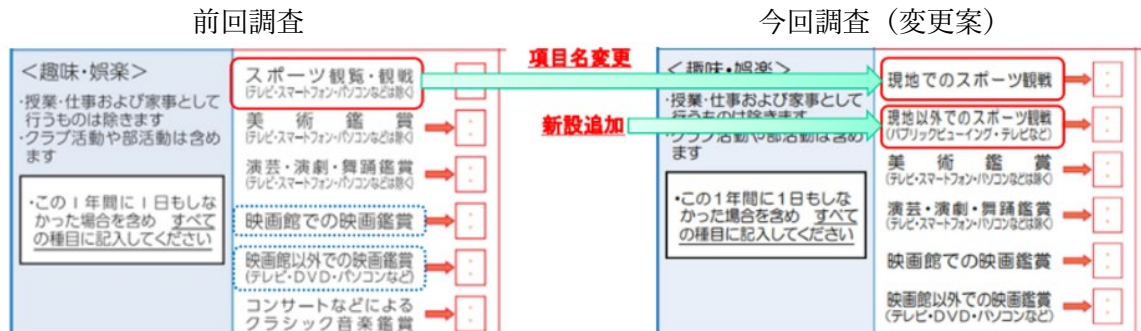 前回調査
今回調査（変更案）
＜趣味・娯楽＞
・授業・仕事および家事として
行うものは除きます
・クラブ活動や部活動は含め
ます
・この1年間に1日もしな
かった場合を含め すべて
の種目に記入してください
スポーツ観覧・観戦
(テレビ・スマートフォン・パソコンなどは除く)
美術鑑賞
(テレビ・スマートフォン・パソコンなどは除く)
演芸・演劇・舞踊鑑賞
(テレビ・スマートフォン・パソコンなどは除く)
映画館での映画鑑賞
映画館以外での映画鑑賞
(テレビ・DVD・パソコンなど)
コンサートなどによる
クラシック音楽鑑賞
項目名変更
新設追加
＜趣味・娯楽＞
・授業・仕事および家事として
行うものは除きます
・クラブ活動や部活動は含め
ます
・この1年間に1日もしな
かった場合を含め すべて
の種目に記入してください
現地でのスポーツ観戦
現地以外でのスポーツ観戦
(パブリックビューイング・テレビなど)
美術鑑賞
(テレビ・スマートフォン・パソコンなどは除く)
演芸・演劇・舞踊鑑賞
(テレビ・スマートフォン・パソコンなどは除く)
映画館での映画鑑賞
映画館以外での映画鑑賞
(テレビ・DVD・パソコンなど)